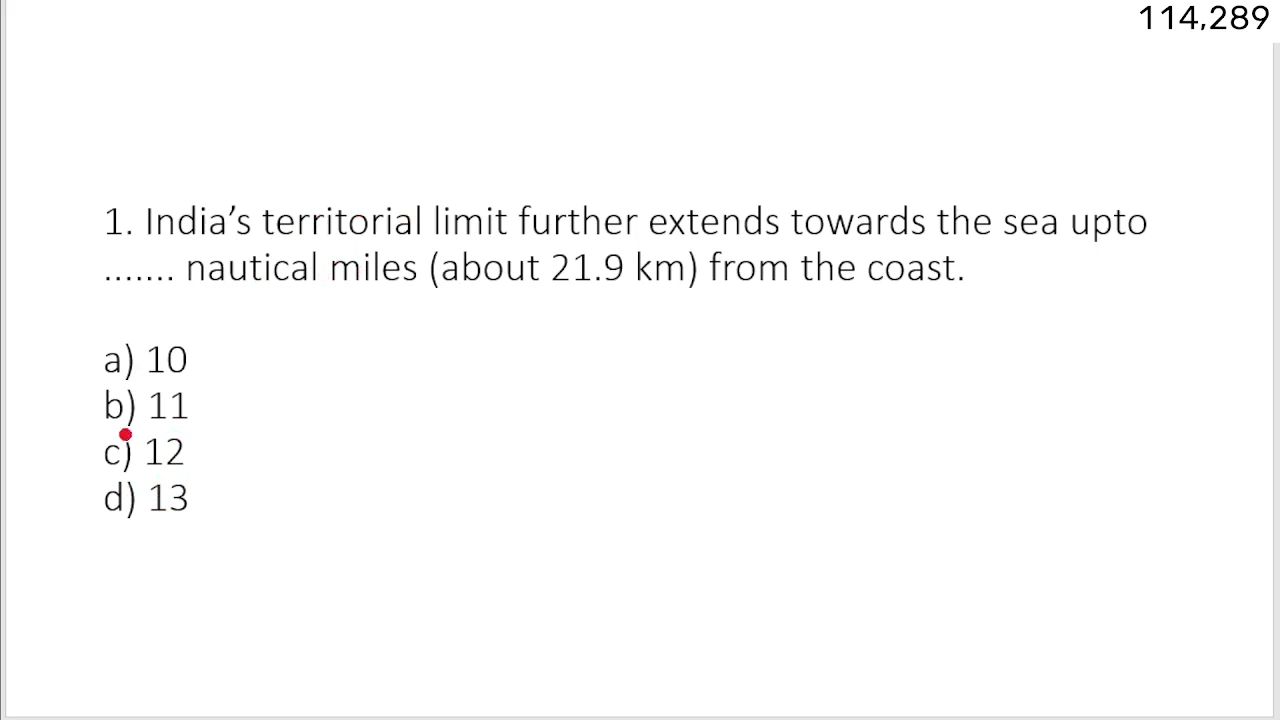 114,289
1. India’s territorial limit further extends towards the sea upto
....... nautical miles (about 21.9 km) from the coast.
a) 10
b) 11
c) 12
d) 13